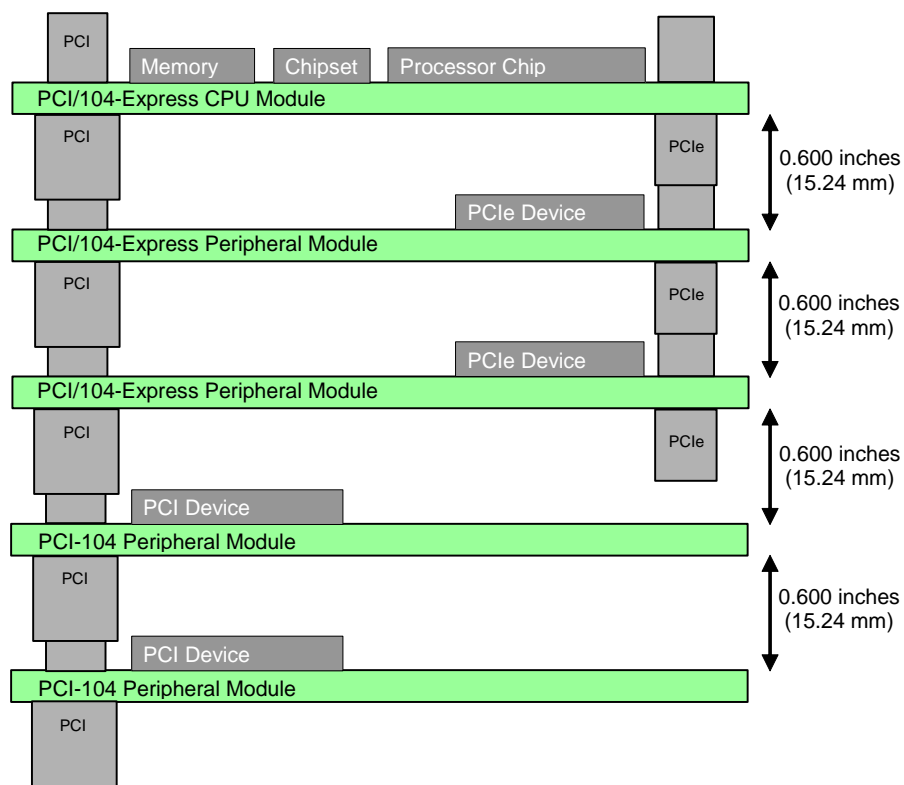 PCI
Memory
Chipset
Processor Chip
PCI/104-Express CPU Module
PCI
PCIe
0.600 inches
(15.24 mm)
PCIe Device
PCI/104-Express Peripheral Module
PCI
PCIe
0.600 inches
(15.24 mm)
PCIe Device
PCI/104-Express Peripheral Module
PCI
PCIe
0.600 inches
(15.24 mm)
PCI Device
PCI-104 Peripheral Module
PCI
0.600 inches
(15.24 mm)
PCI Device
PCI-104 Peripheral Module
PCI